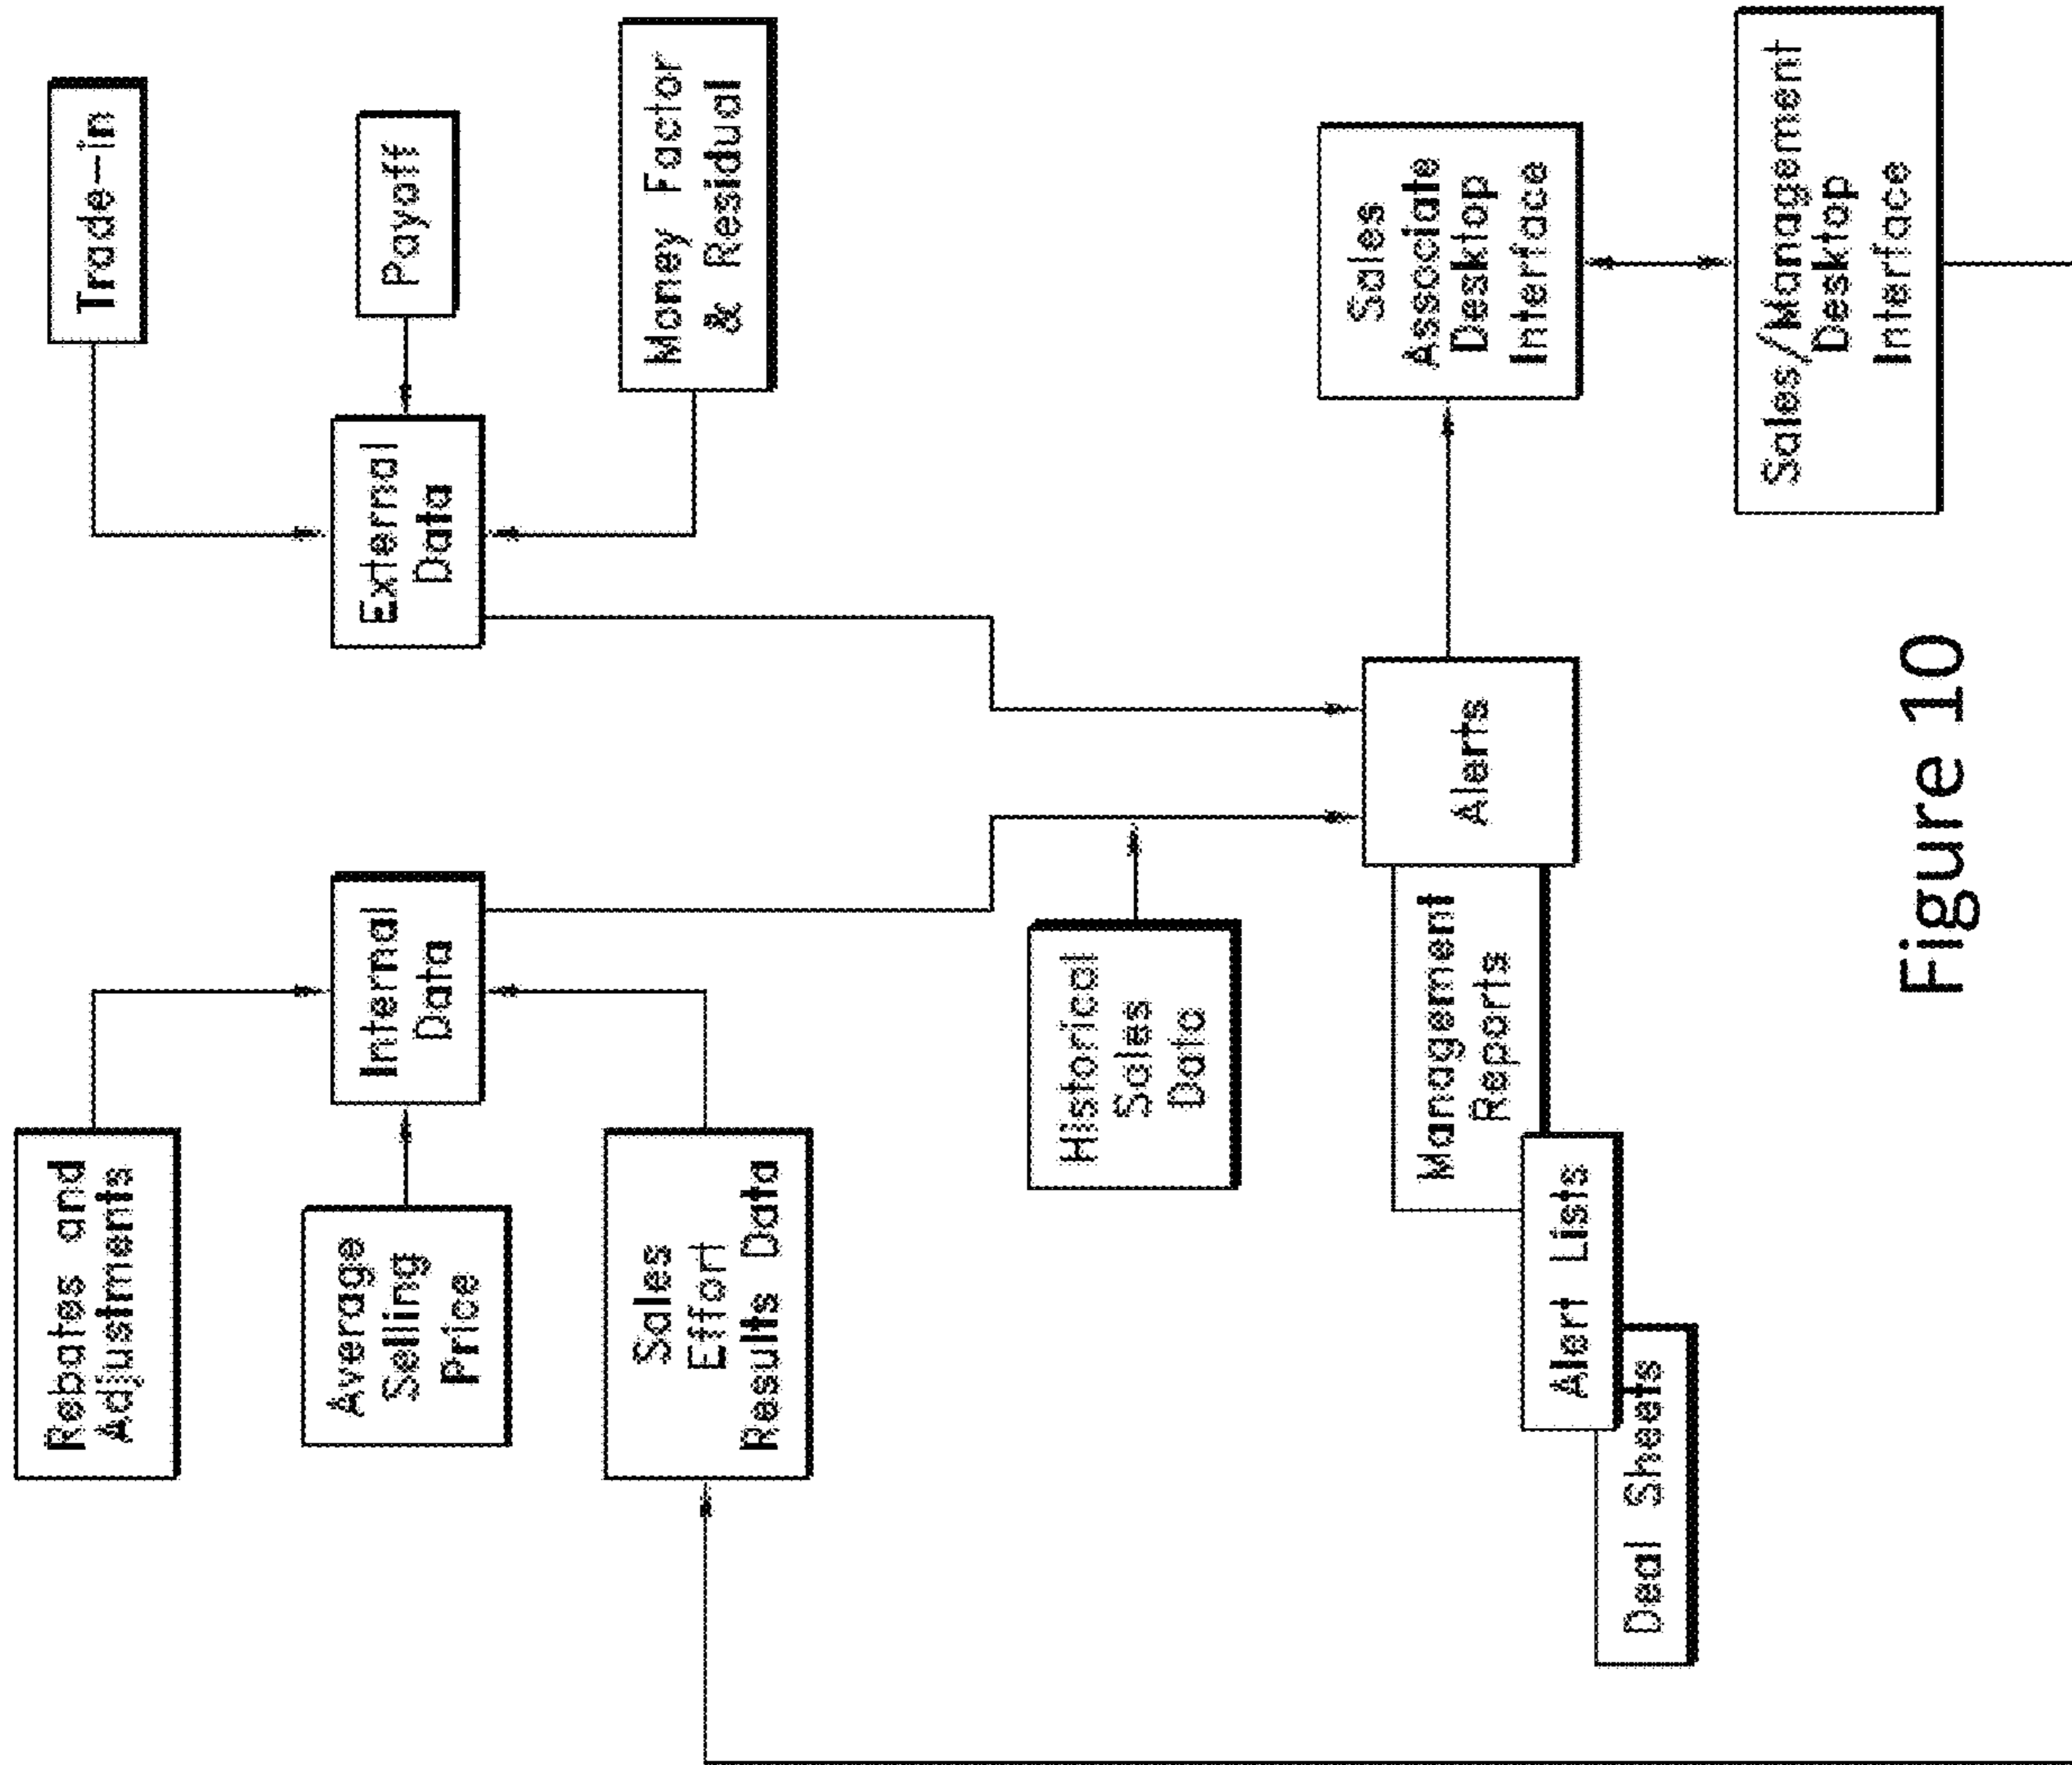 Rebates and
Adjustments
Trade-in
Average
Selling
Price
Internal
Data
External
Data
Payoff
Sales
Effort
Results Data
Money Factor
& Residual
Historical
Sales
Data
Management
Reports
Alerts
Sales
Associate
Desktop
Interface
Alert Lists
Deal Sheets
Sales/Management
Desktop
Interface
Figure 10